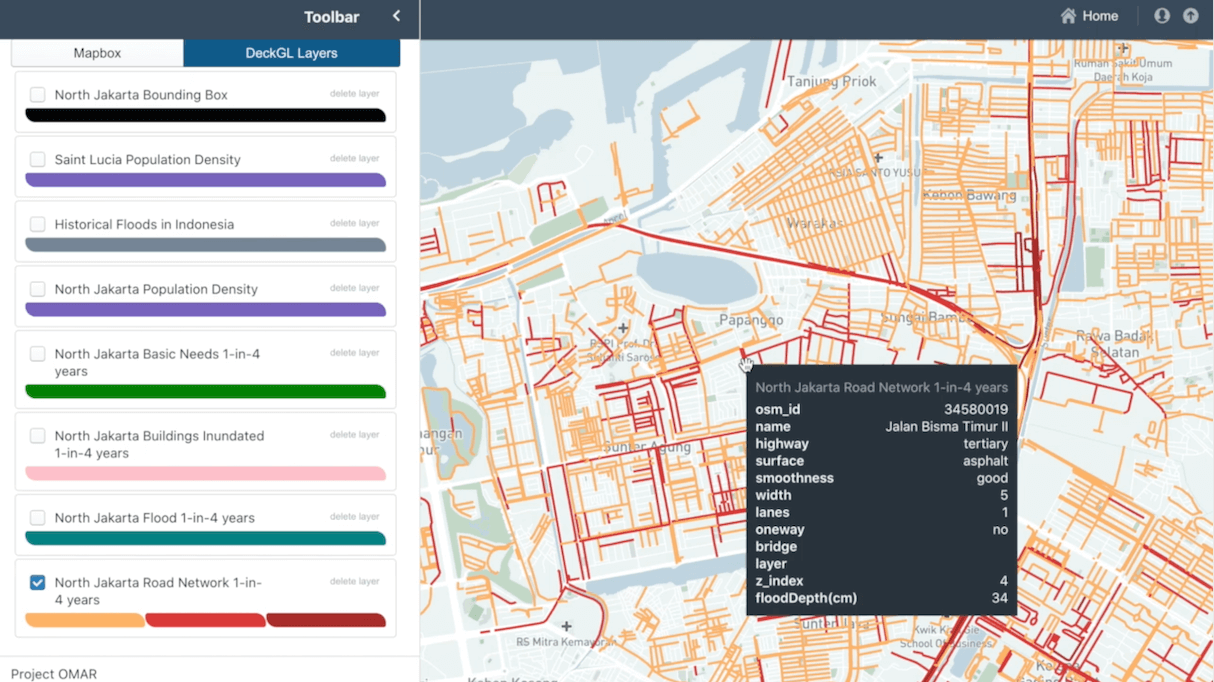 Toolbar
Home
Mapbox
DeckGL Layers
North Jakarta Bounding Box
delete layer
Saint Lucia Population Density
delete layer
Historical Floods in Indonesia
delete layer
North Jakarta Population Density
delete layer
North Jakarta Basic Needs 1-in-4
years
delete layer
North Jakarta Buildings Inundated
1-in-4 years
delete layer
North Jakarta Flood 1-in-4 years
delete layer
North Jakarta Road Network 1-in-
4 years
delete layer
Project OMAR
Tanjung Priok
Ruman Sakit Umum
Daerah Koja
Kebon Bawang
Warakas
Papanggo
Sungai Bambu
Rawa Badak
Selatan
RSPI Prof. Dr.
Sulianti Saroso
Sunter Agung
North Jakarta Road Network 1-in-4 years
osm_id 34580019
name Jalan Bisma Timur II
highway tertiary
surface asphalt
smoothness good
width 5
lanes 1
oneway no
bridge
layer
z_index 4
floodDepth(cm) 34
RS Mitra Kemayoran
Sunter Jaya
Kwik Kian Gie
School Of Business